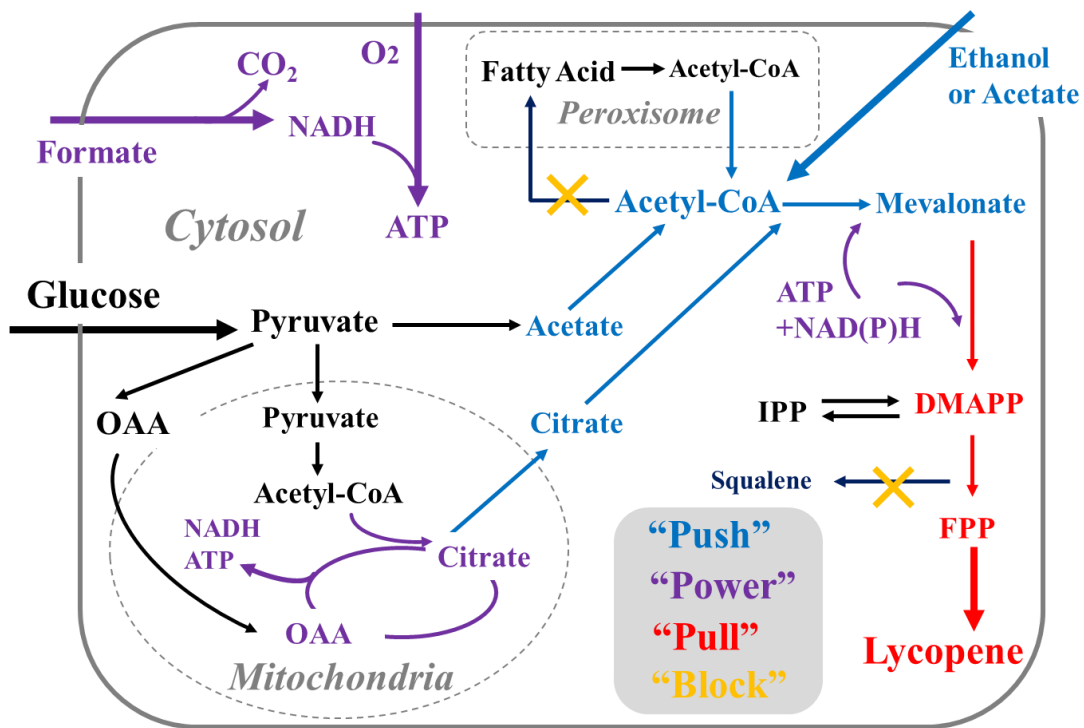 O2
CO2
Fatty Acid
Acetyl-CoA
Peroxisome
Ethanol
or Acetate
Formate
NADH
ATP
Cytosol
Acetyl-CoA
Mevalonate
Glucose
Pyruvate
Acetate
ATP
+NAD(P)H
OAA
Pyruvate
Citrate
IPP
DMAPP
Acetyl-CoA
Squalene
NADH
ATP
Citrate
FPP
OAA
Mitochondria
“Push”
“Power”
“Pull”
“Block”
Lycopene